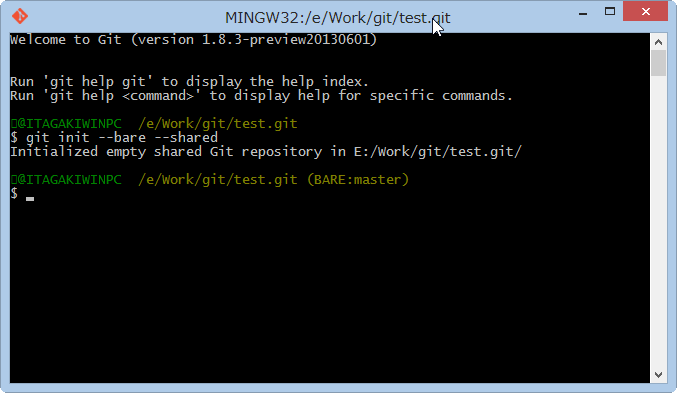 MINGW32:/e/Work/git/test.git
Welcome to Git (version 1.8.3-preview20130601)
Run 'git help git' to display the help index.
Run 'git help <command>' to display help for specific commands.
@ITAGAKIWINPC /e/Work/git/test.git
$ git init --bare --shared
Initialized empty shared Git repository in E:/Work/git/test.git/
@ITAGAKIWINPC /e/Work/git/test.git (BARE:master)
$